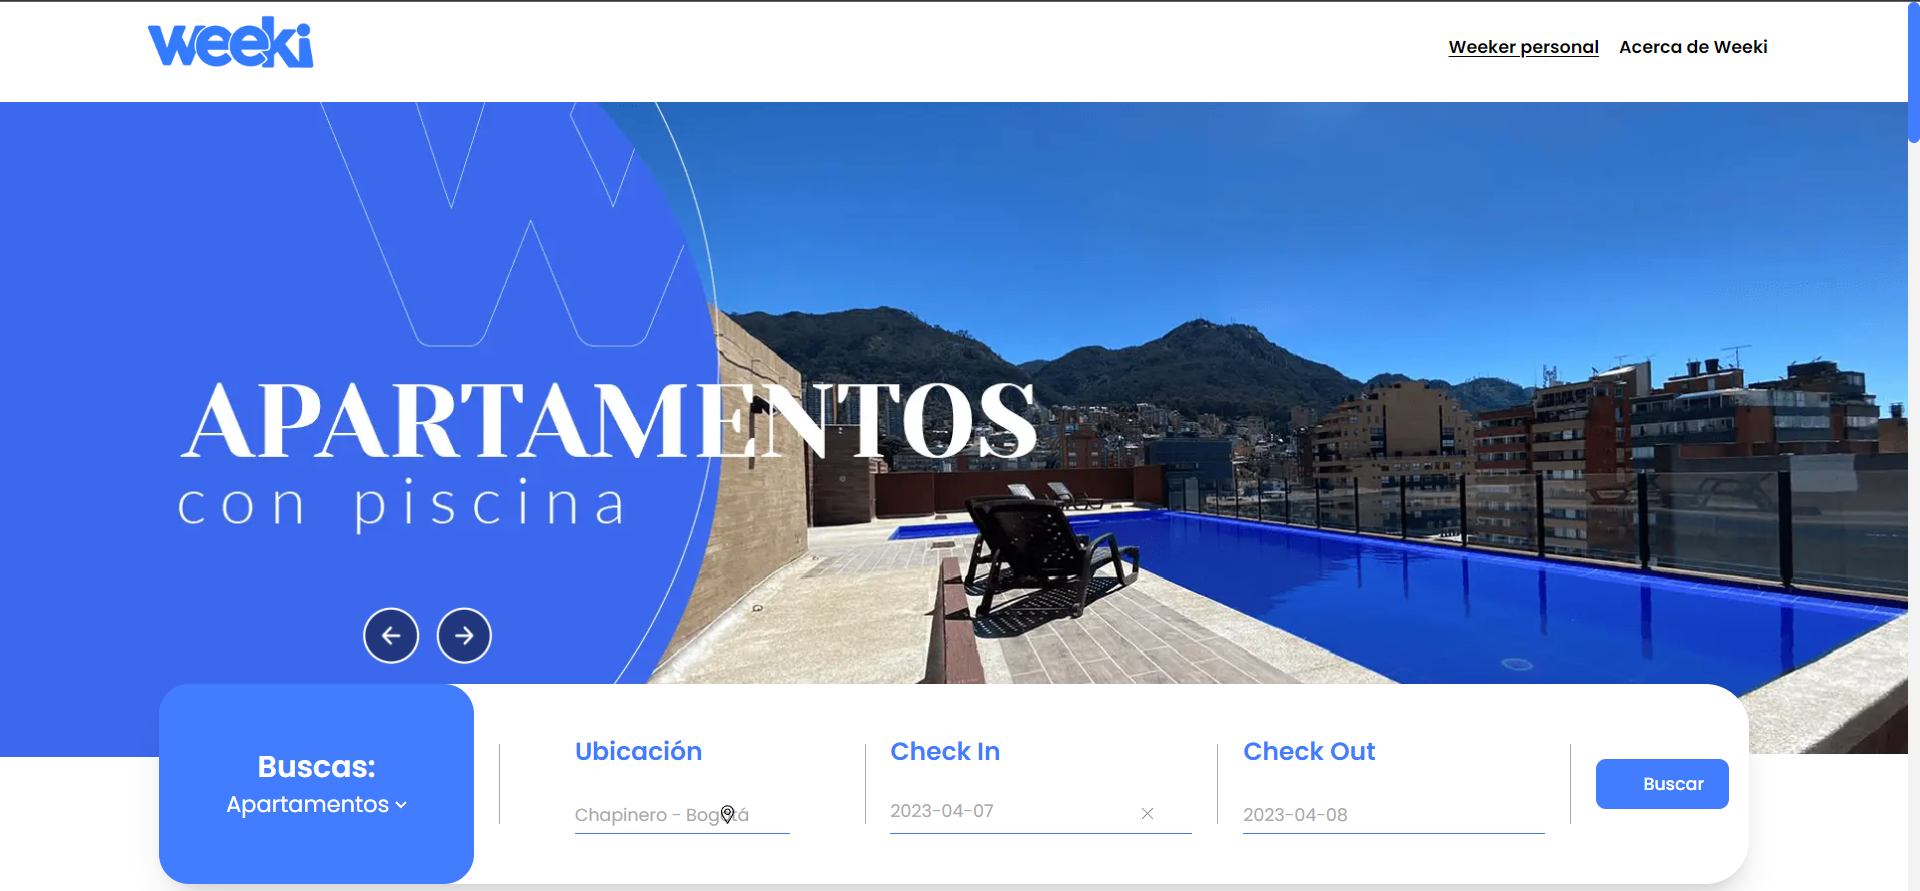 weeki
Weeker personal Acerca de Weeki
APARTAMENTOS
con piscina
Buscas:
Apartamentos
Ubicación
Chapinero - Bogotá
Check In
2023-04-07
Check Out
2023-04-08
Buscar